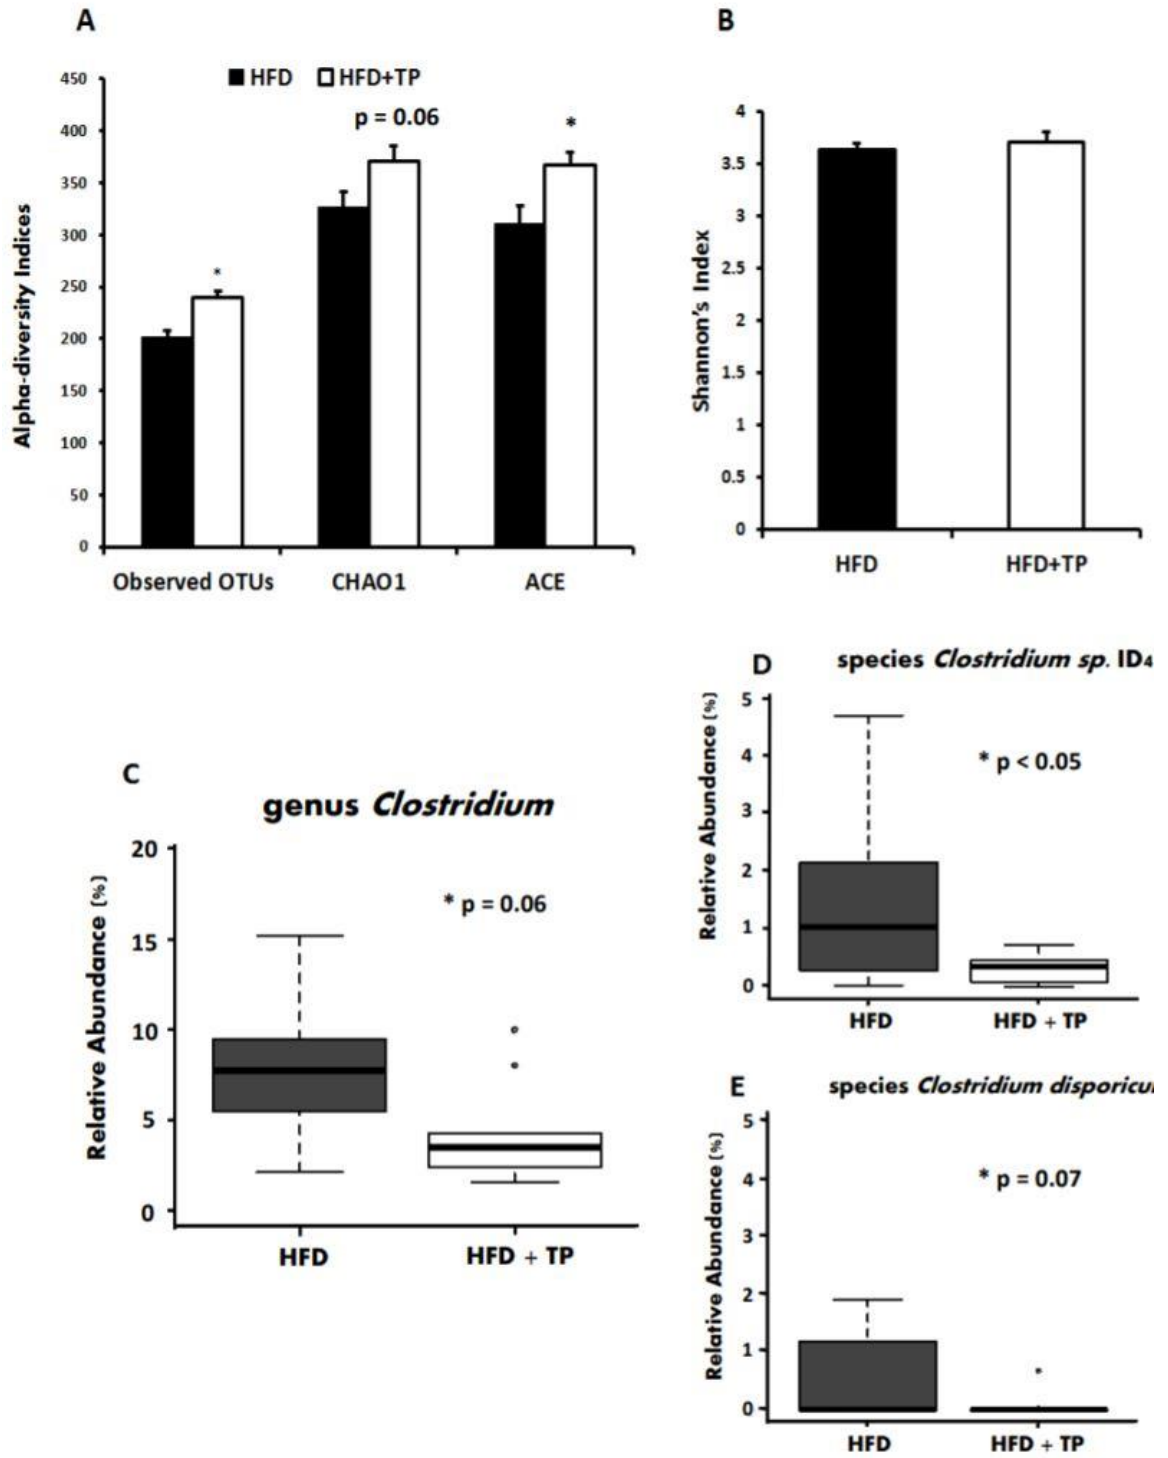 A
HFD HFD+TP
p = 0.06
*
*
450
400
350
300
250
200
150
100
50
0
Alpha-diversity Indices
Observed OTUs CHAO1 ACE
B
4
3.5
3
2.5
2
1.5
1
0.5
0
Shannon's Index
HFD HFD+TP
C
genus Clostridium
* p = 0.06
20
15
10
5
0
Relative Abundance (%)
HFD HFD + TP
D species Clostridium sp. ID4
* p < 0.05
5
4
3
2
1
0
Relative Abundance (%)
HFD HFD + TP
E species Clostridium disporicu
* p = 0.07
5
4
3
2
1
0
Relative Abundance (%)
HFD HFD + TP